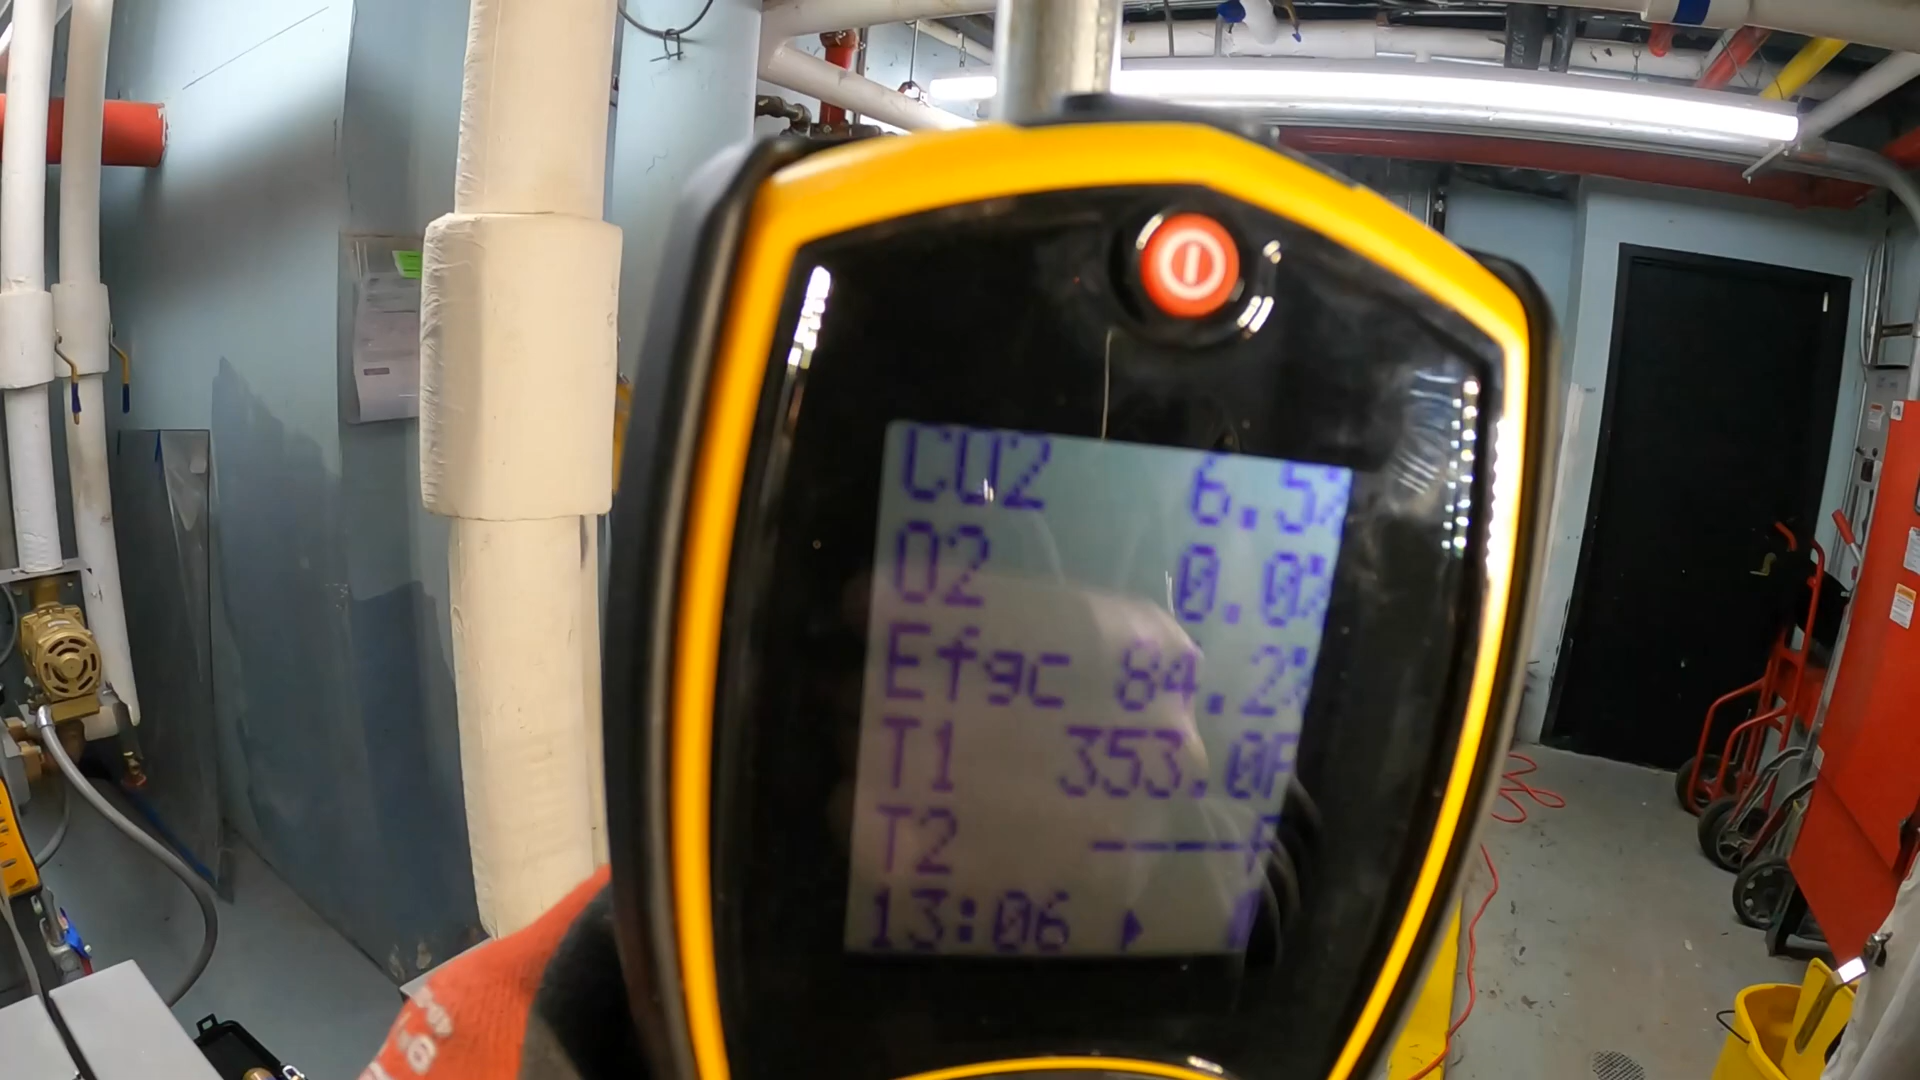 CO2 6.5%
O2 0.0%
Efgc 84.2%
T1 353.0F
T2 ----F
13:06